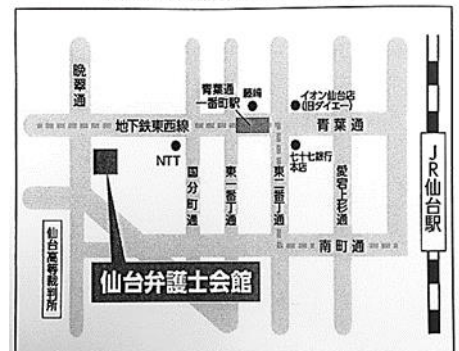 晩翠通
青葉通
一番町駅
藤崎
イオン仙台店
(旧ダイエー)
地下鉄東西線
青葉通
NTT
七十七銀行
本店
国分町通
東一番丁通
東二番丁通
愛宕上杉通
JR仙台駅
南町通
仙台高等裁判所
仙台弁護士会館